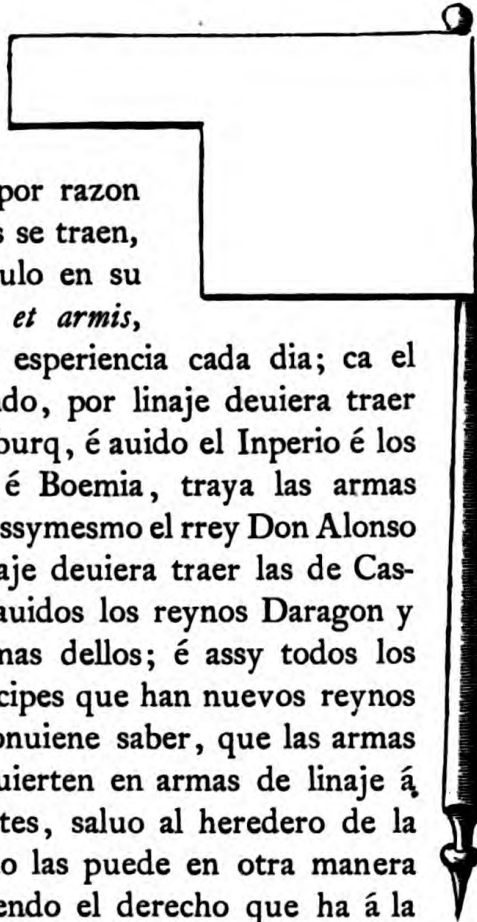 por razon
s se traen,
ulo en su
et armis,
esperiencia cada dia; ca el
do, por linaje deuiera traer
burq, é auido el Inperio é los
é Boemia, traya las armas
ssymesmo el rrey Don Alonso
aje deuiera traer las de Cas-
auidos los reynos Daragon y
mas dellos; é assy todos los
cipes que han nuevos reynos
onuiene saber, que las armas
uierten en armas de linaje á
tes, saluo al heredero de la
o las puede en otra manera
endo el derecho que ha á la